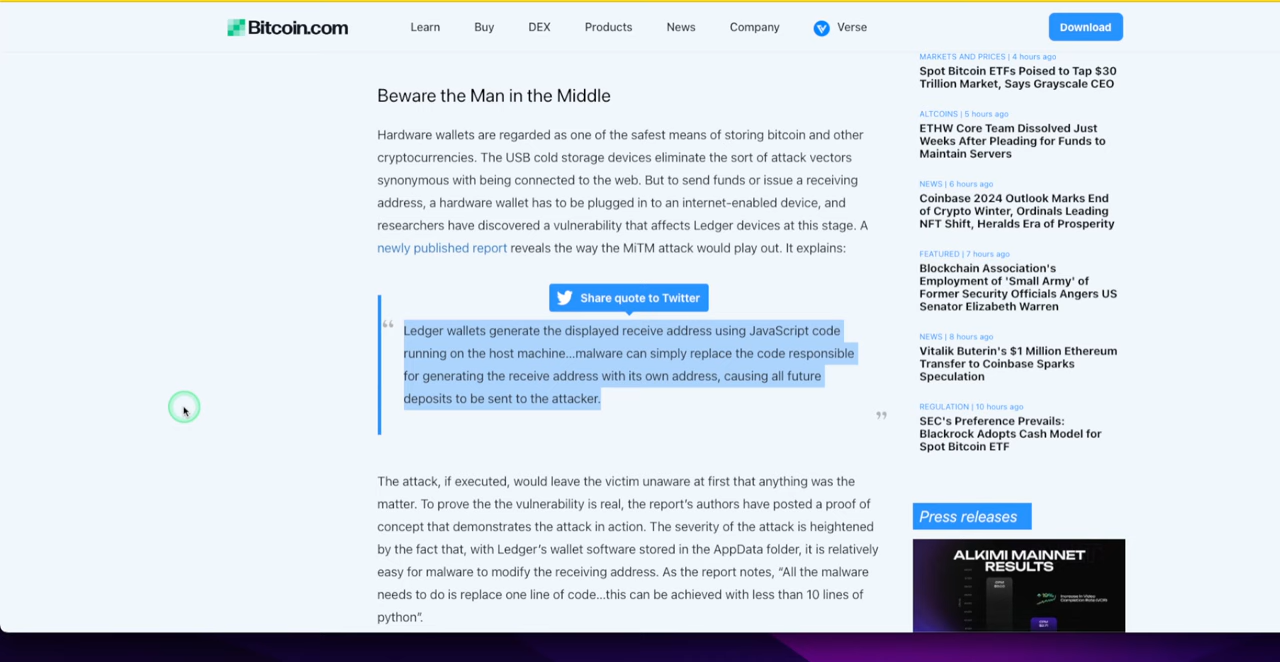 Bitcoin.com
Learn Buy DEX Products News Company Verse Download
Beware the Man in the Middle
Hardware wallets are regarded as one of the safest means of storing bitcoin and other
cryptocurrencies. The USB cold storage devices eliminate the sort of attack vectors
synonymous with being connected to the web. But to send funds or issue a receiving
address, a hardware wallet has to be plugged in to an internet-enabled device, and
researchers have discovered a vulnerability that affects Ledger devices at this stage. A
newly published report reveals the way the MiTM attack would play out. It explains:
Share quote to Twitter
“
Ledger wallets generate the displayed receive address using JavaScript code
running on the host machine…malware can simply replace the code responsible
for generating the receive address with its own address, causing all future
deposits to be sent to the attacker.
”
The attack, if executed, would leave the victim unaware at first that anything was the
matter. To prove the the vulnerability is real, the report’s authors have posted a proof of
concept that demonstrates the attack in action. The severity of the attack is heightened
by the fact that, with Ledger’s wallet software stored in the AppData folder, it is relatively
easy for malware to modify the receiving address. As the report notes, “All the malware
needs to do is replace one line of code…this can be achieved with less than 10 lines of
python”.
MARKETS AND PRICES | 4 hours ago
Spot Bitcoin ETFs Poised to Tap $30
Trillion Market, Says Grayscale CEO
ALTCOINS | 5 hours ago
ETHW Core Team Dissolved Just
Weeks After Pleading for Funds to
Maintain Servers
NEWS | 6 hours ago
Coinbase 2024 Outlook Marks End
of Crypto Winter, Ordinals Leading
NFT Shift, Heralds Era of Prosperity
FEATURED | 7 hours ago
Blockchain Association's
Employment of 'Small Army' of
Former Security Officials Angers US
Senator Elizabeth Warren
NEWS | 8 hours ago
Vitalik Buterin's $1 Million Ethereum
Transfer to Coinbase Sparks
Speculation
REGULATION | 10 hours ago
SEC's Preference Prevails:
Blackrock Adopts Cash Model for
Spot Bitcoin ETF
Press releases
ALKIMI MAINNET
RESULTS